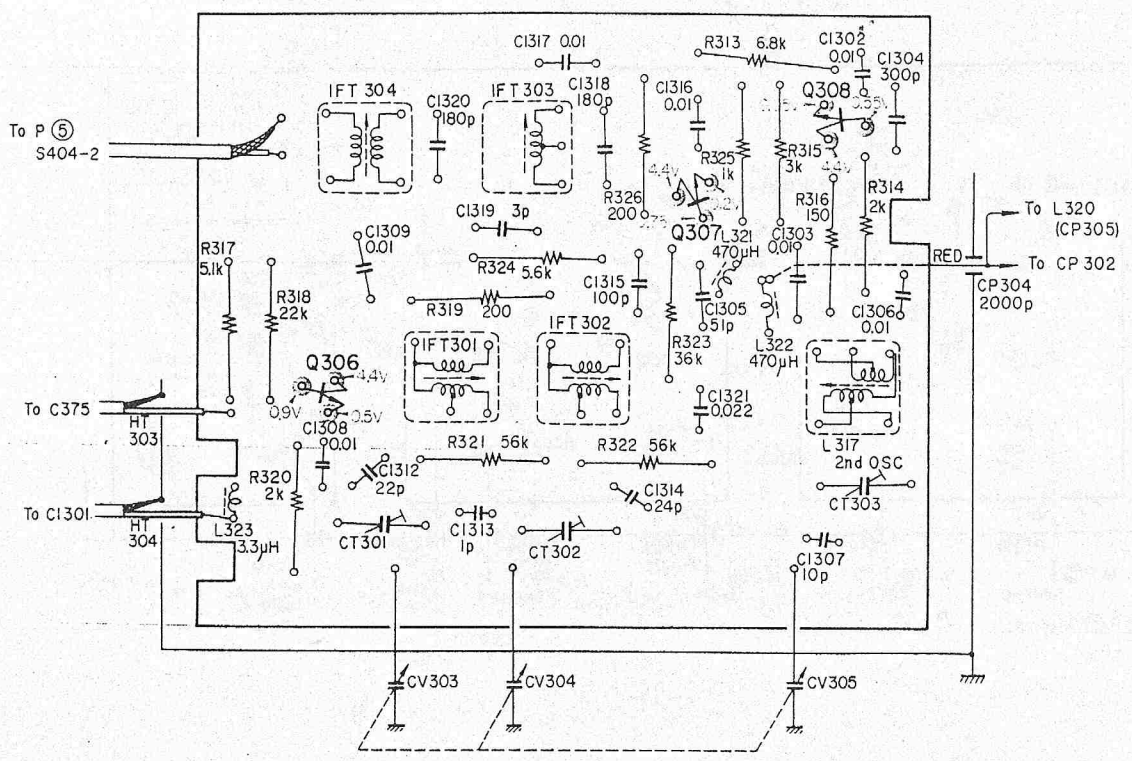 C1317 0.01
R313 6.8k
C1302
0.01
C1304
300p
IFT 304
C1320
180p
IFT303
C1318
180p
C1316
0.01
Q308
0.55V
To P ⑤
S404-2
R325
1k
R315
3k
4.4V
4.4V
R326
200
R316
150
R314
2k
To L320
(CP305)
C1319 3p
Q307
L321
470μH
C1303
0.01
C1309
0.01
R317
5.1k
R318
22k
R324 5.6k
C1315
100p
RED
To CP 302
CP304
2000p
R319 200
C1305
51p
C1306
0.01
IFT301
IFT302
R323
36k
L322
470μH
Q306
4.4V
0.9V
0.5V
C1321
0.022
To C375
HT
303
C1308
0.01
R321 56k
R322 56k
L317
2nd OSC
R320
2k
C1312
22p
C1314
24p
CT303
To C1301
HT
304
L323
3.3μH
CT301
C1313
1p
CT302
C1307
10p
CV303
CV304
CV305